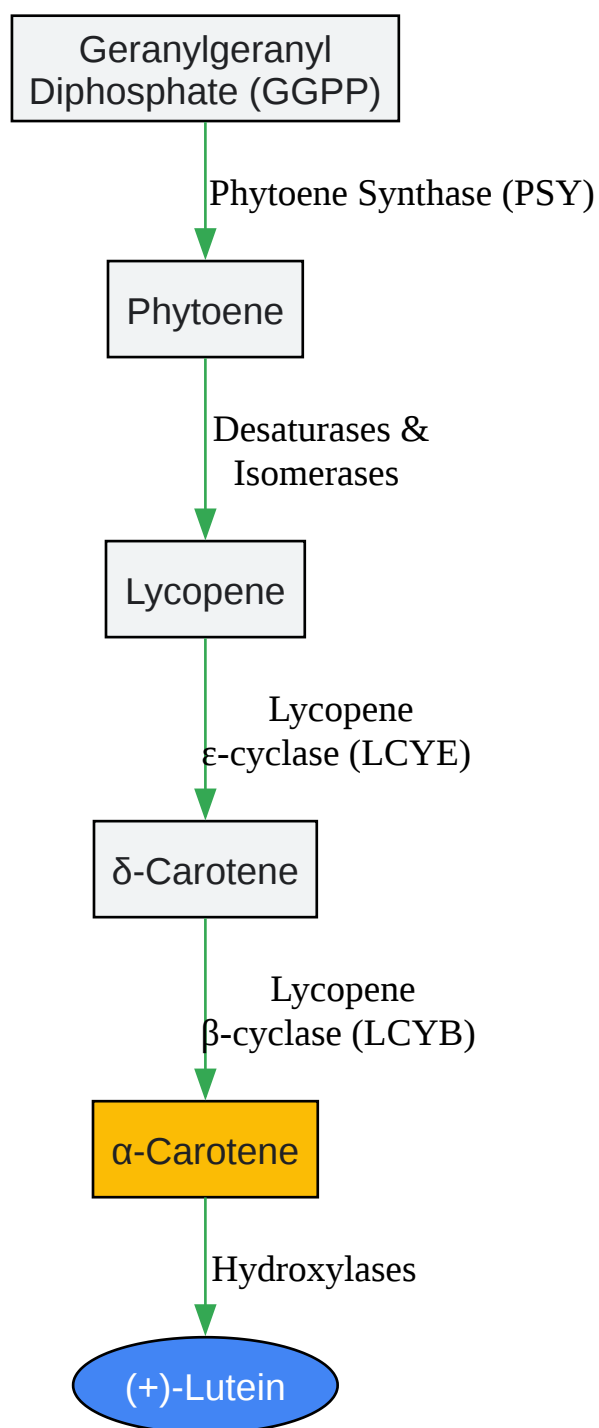 Geranylgeranyl
Diphosphate (GGPP)
Phytoene Synthase (PSY)
Phytoene
Desaturases &
Isomerases
Lycopene
Lycopene
ε-cyclase (LCYE)
δ-Carotene
Lycopene
β-cyclase (LCYB)
α-Carotene
Hydroxylases
(+)-Lutein